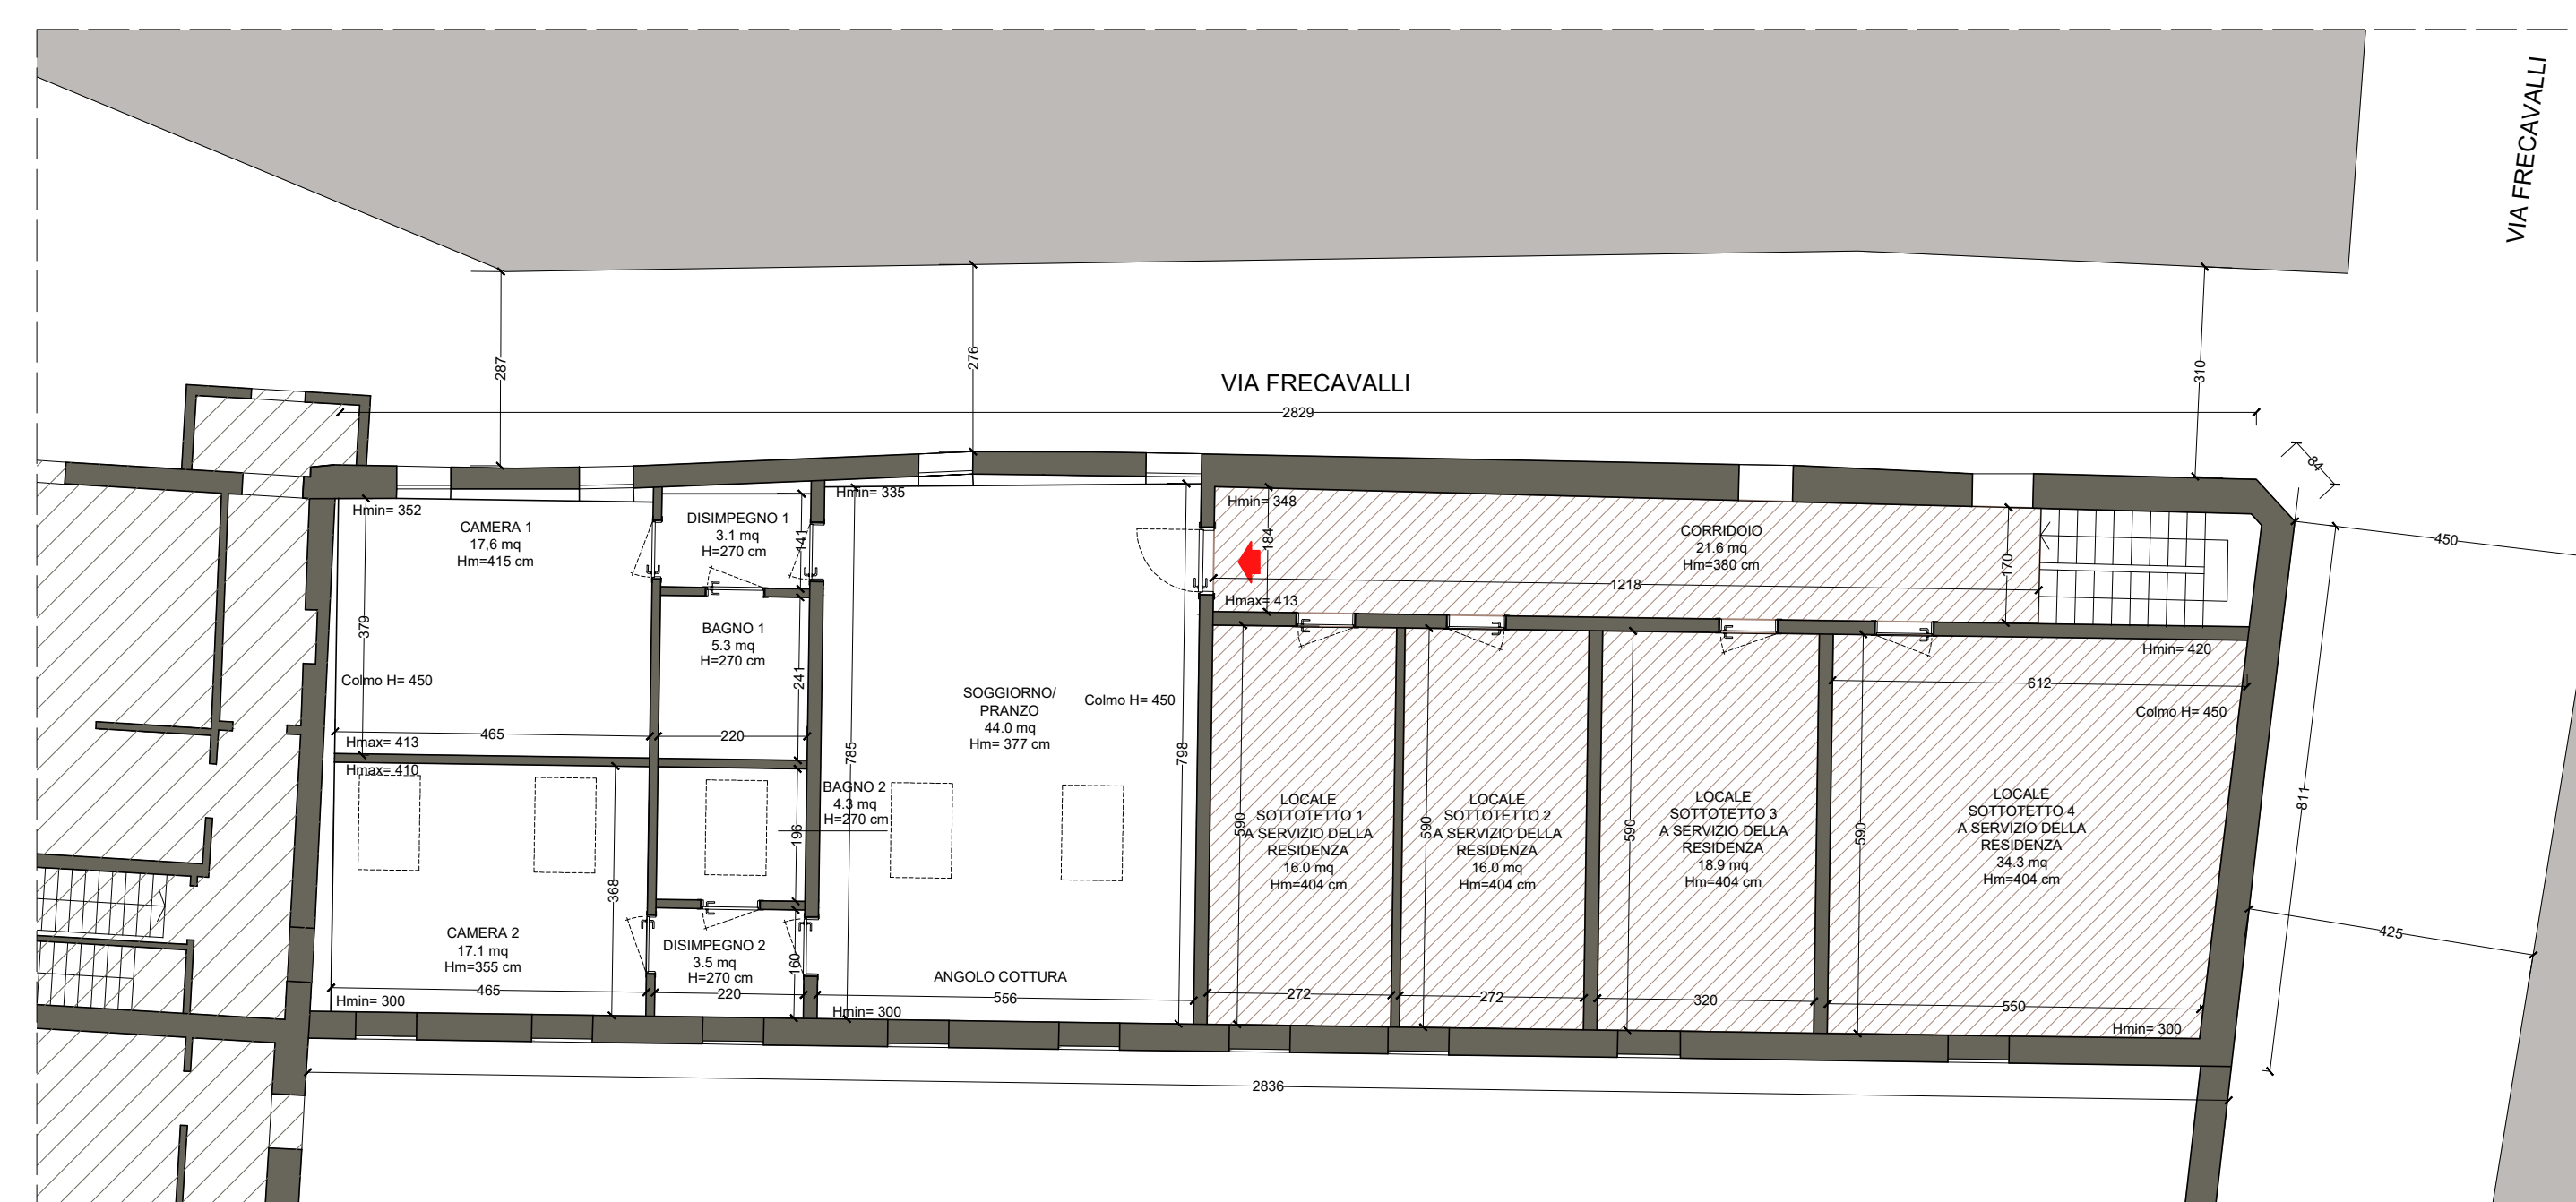 VIA FRECAVALLI
287
276
310
VIA FRECAVALLI
2829
84
450
Hmin= 352
CAMERA 1
17,6 mq
Hm=415 cm
DISIMPEGNO 1
3.1 mq
H=270 cm
141
Hmin= 335
Hmin= 348
184
CORRIDOIO
21.6 mq
Hm=380 cm
170
1218
Hmax= 413
379
BAGNO 1
5.3 mq
H=270 cm
241
Colmo H= 450
465
220
Hmax= 413
Hmax= 410
SOGGIORNO/
PRANZO
44.0 mq
Hm= 377 cm
Colmo H= 450
785
798
Hmin= 420
612
Colmo H= 450
811
BAGNO 2
4.3 mq
H=270 cm
196
368
590
LOCALE
SOTTOTETTO 1
A SERVIZIO DELLA
RESIDENZA
16.0 mq
Hm=404 cm
590
LOCALE
SOTTOTETTO 2
A SERVIZIO DELLA
RESIDENZA
16.0 mq
Hm=404 cm
590
LOCALE
SOTTOTETTO 3
A SERVIZIO DELLA
RESIDENZA
18.9 mq
Hm=404 cm
590
LOCALE
SOTTOTETTO 4
A SERVIZIO DELLA
RESIDENZA
34.3 mq
Hm=404 cm
425
CAMERA 2
17.1 mq
Hm=355 cm
DISIMPEGNO 2
3.5 mq
H=270 cm
160
ANGOLO COTTURA
465
220
556
272
272
320
550
Hmin= 300
Hmin= 300
Hmin= 300
2836